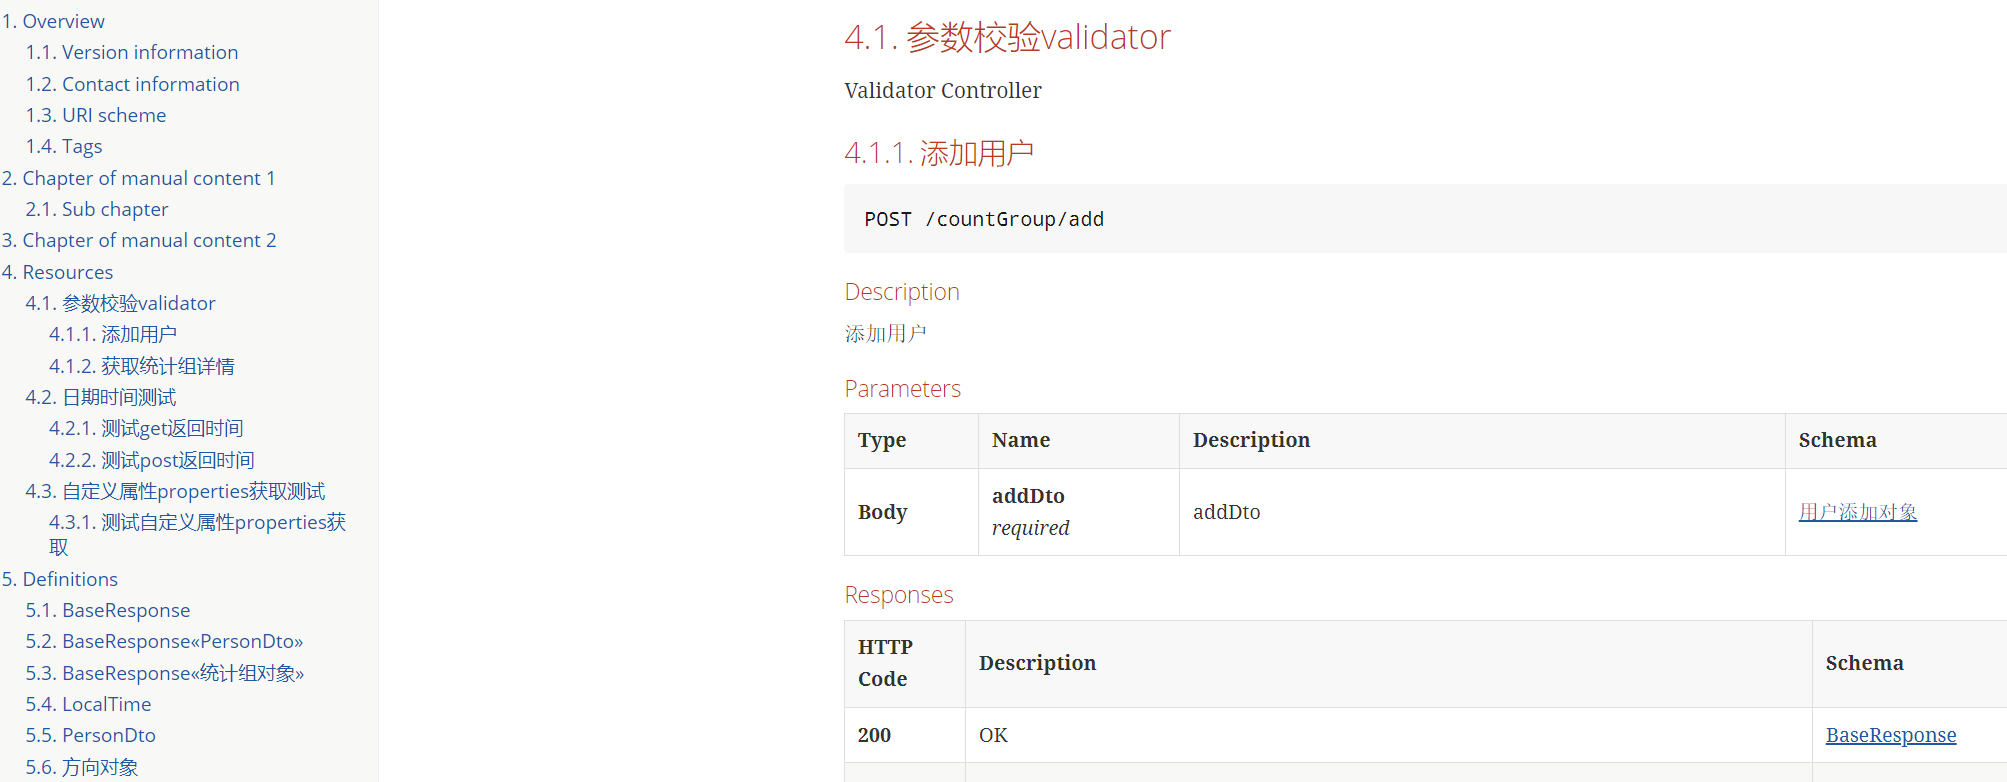 1. Overview
1.1. Version information
1.2. Contact information
1.3. URI scheme
1.4. Tags
2. Chapter of manual content 1
2.1. Sub chapter
3. Chapter of manual content 2
4. Resources
4.1. 参数校验validator
4.1.1. 添加用户
4.1.2. 获取统计组详情
4.2. 日期时间测试
4.2.1. 测试get返回时间
4.2.2. 测试post返回时间
4.3. 自定义属性properties获取测试
4.3.1. 测试自定义属性properties获
取
5. Definitions
5.1. BaseResponse
5.2. BaseResponse«PersonDto»
5.3. BaseResponse«统计组对象»
5.4. LocalTime
5.5. PersonDto
5.6. 方向对象
4.1. 参数校验validator
Validator Controller
4.1.1. 添加用户
POST /countGroup/add
Description
添加用户
Parameters
Type Name Description Schema
Body addDto required addDto 用户添加对象
Responses
HTTP Code Description Schema
200 OK BaseResponse